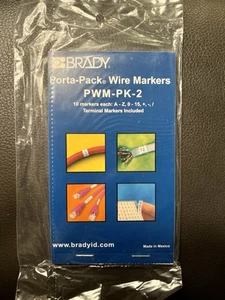 BRADY
Porta-Pack® Wire Markers
PWM-PK-2
10 markers each: A - Z, 0 - 15, +, -, /
Terminal Markers Included
www.bradyid.com
Made in Mexico